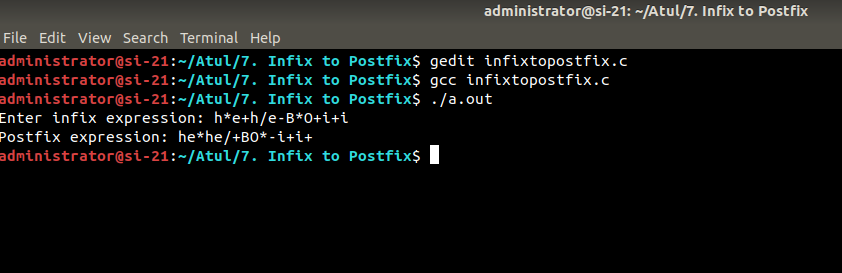 administrator@si-21: ~/Atul/7. Infix to Postfix
File Edit View Search Terminal Help
administrator@si-21:~/Atul/7. Infix to Postfix$ gedit infixtopostfix.c
administrator@si-21:~/Atul/7. Infix to Postfix$ gcc infixtopostfix.c
administrator@si-21:~/Atul/7. Infix to Postfix$ ./a.out
Enter infix expression: h*e+h/e-B*O+i+i
Postfix expression: he*he/+BO*-i+i+
administrator@si-21:~/Atul/7. Infix to Postfix$